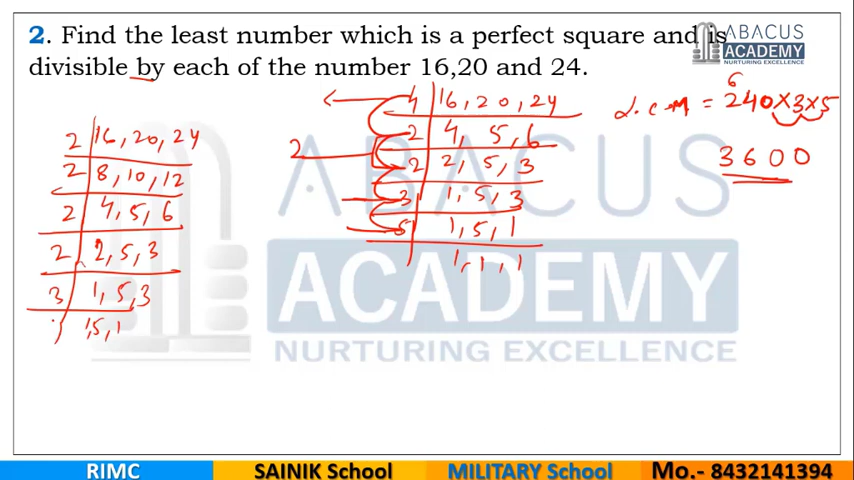 2. Find the least number which is a perfect square and is
divisible by each of the number 16,20 and 24.
ABACUS
ACADEMY
NURTURING EXCELLENCE
2 | 16, 20, 24
2 | 8, 10, 12
2 | 4, 5, 6
2 | 2, 5, 3
3 | 1, 5, 3
1, 5, 1
4 | 16, 20, 24
2 | 4, 5, 6
2 | 2, 5, 3
3 | 1, 5, 3
5 | 1, 5, 1
1, 1, 1
2
L.C.M = 240×3×5
6
3600
ABACUS
ACADEMY
NURTURING EXCELLENCE
RIMC SAINIK School MILITARY School Mo.- 8432141394